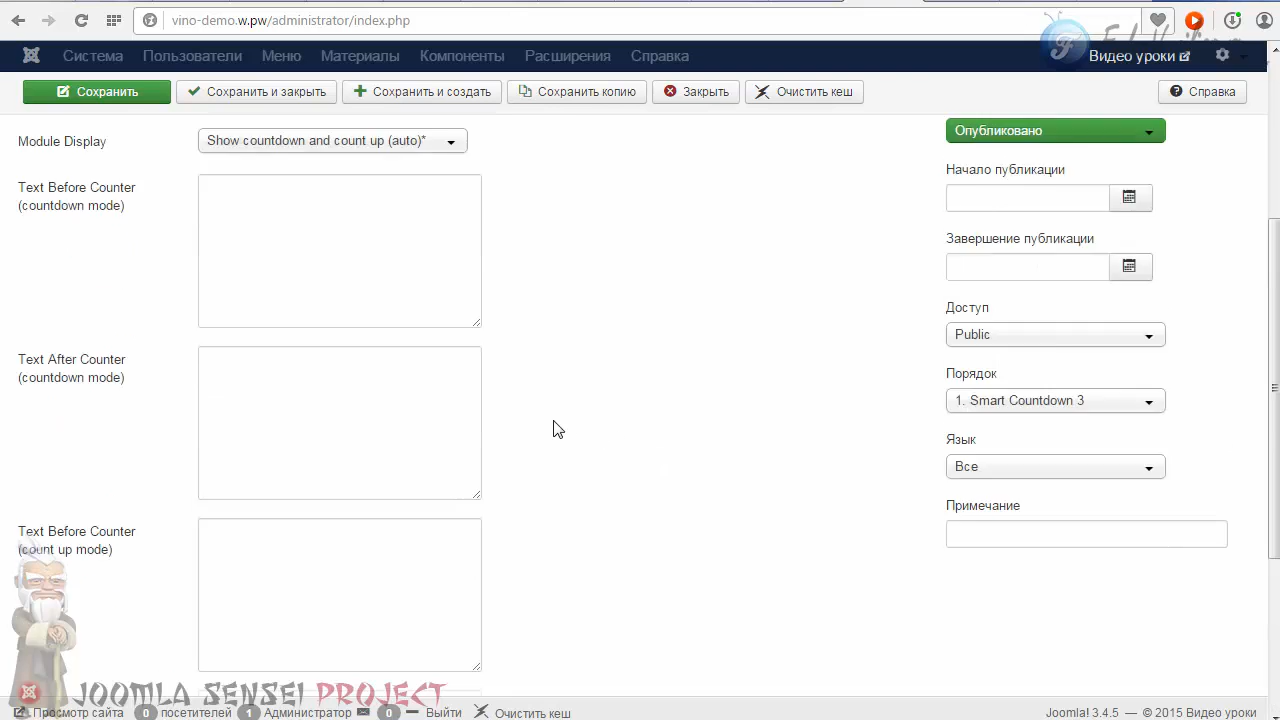 vino-demo.w.pw/administrator/index.php
Система Пользователи Меню Материалы Компоненты Расширения Справка Видео уроки
Сохранить Сохранить и закрыть Сохранить и создать Сохранить копию Закрыть Очистить кеш Справка
Module Display
Show countdown and count up (auto)*
Text Before Counter
(countdown mode)
Text After Counter
(countdown mode)
Text Before Counter
(count up mode)
Опубликовано
Начало публикации
Завершение публикации
Доступ
Public
Порядок
1. Smart Countdown 3
Язык
Все
Примечание
JOOMLA SENSEI PROJECT
Просмотр сайта 0 посетителей 1 Администратор 0 Выйти Очистить кеш
Joomla! 3.4.5 — © 2015 Видео уроки